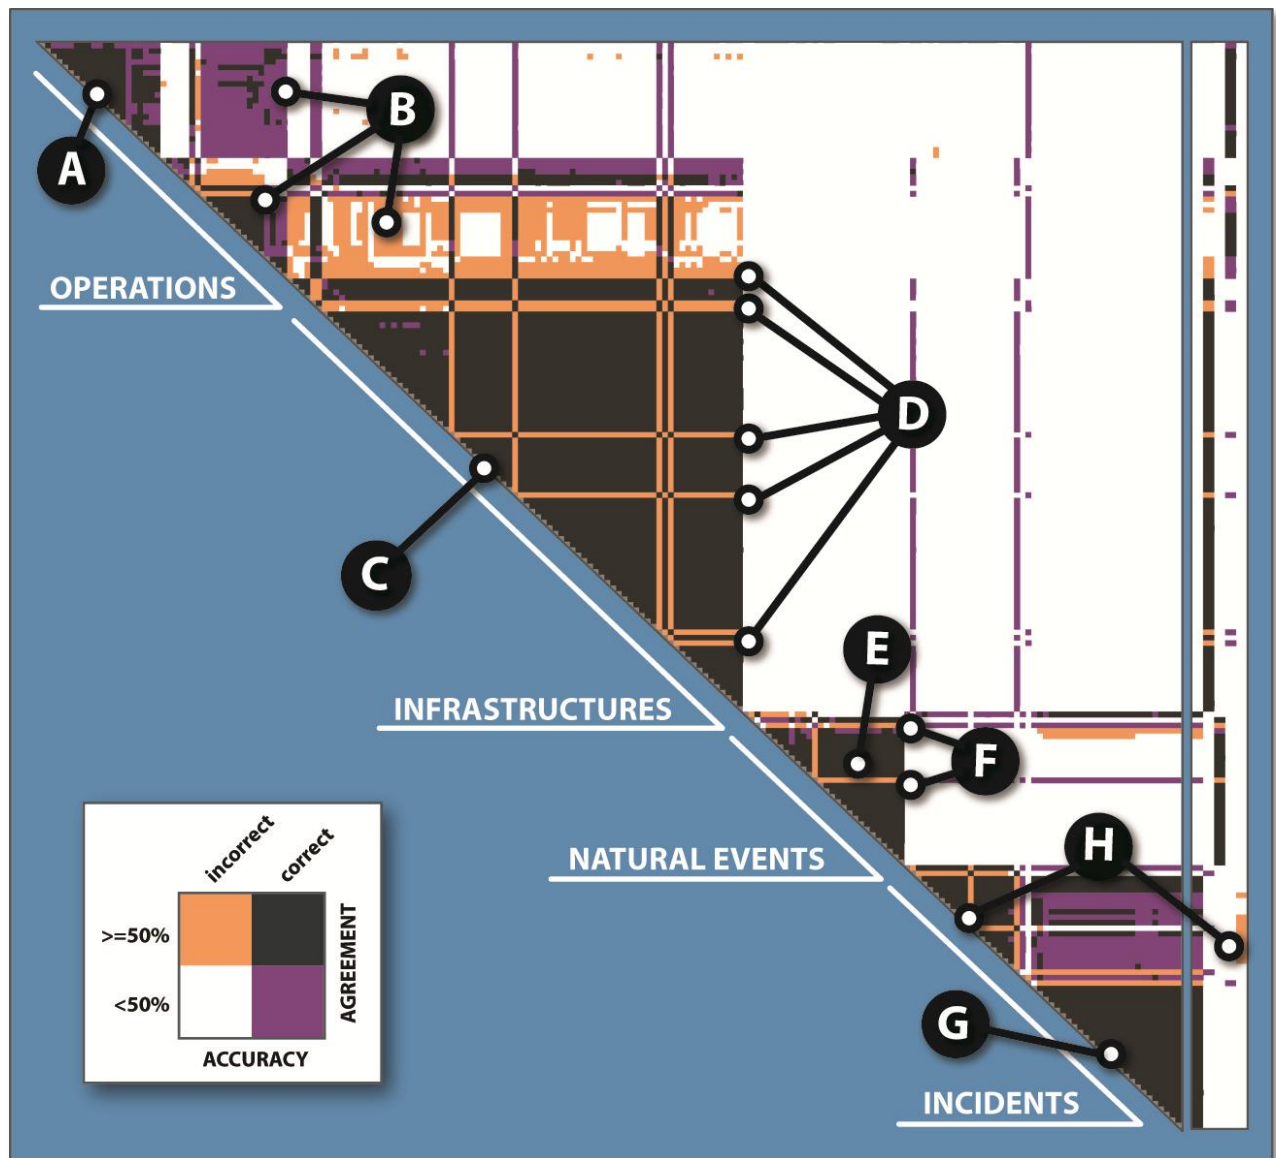 B
A
OPERATIONS
D
C
E
INFRASTRUCTURES
F
NATURAL EVENTS
H
incorrect correct
>=50%
<50%
AGREEMENT
ACCURACY
G
INCIDENTS